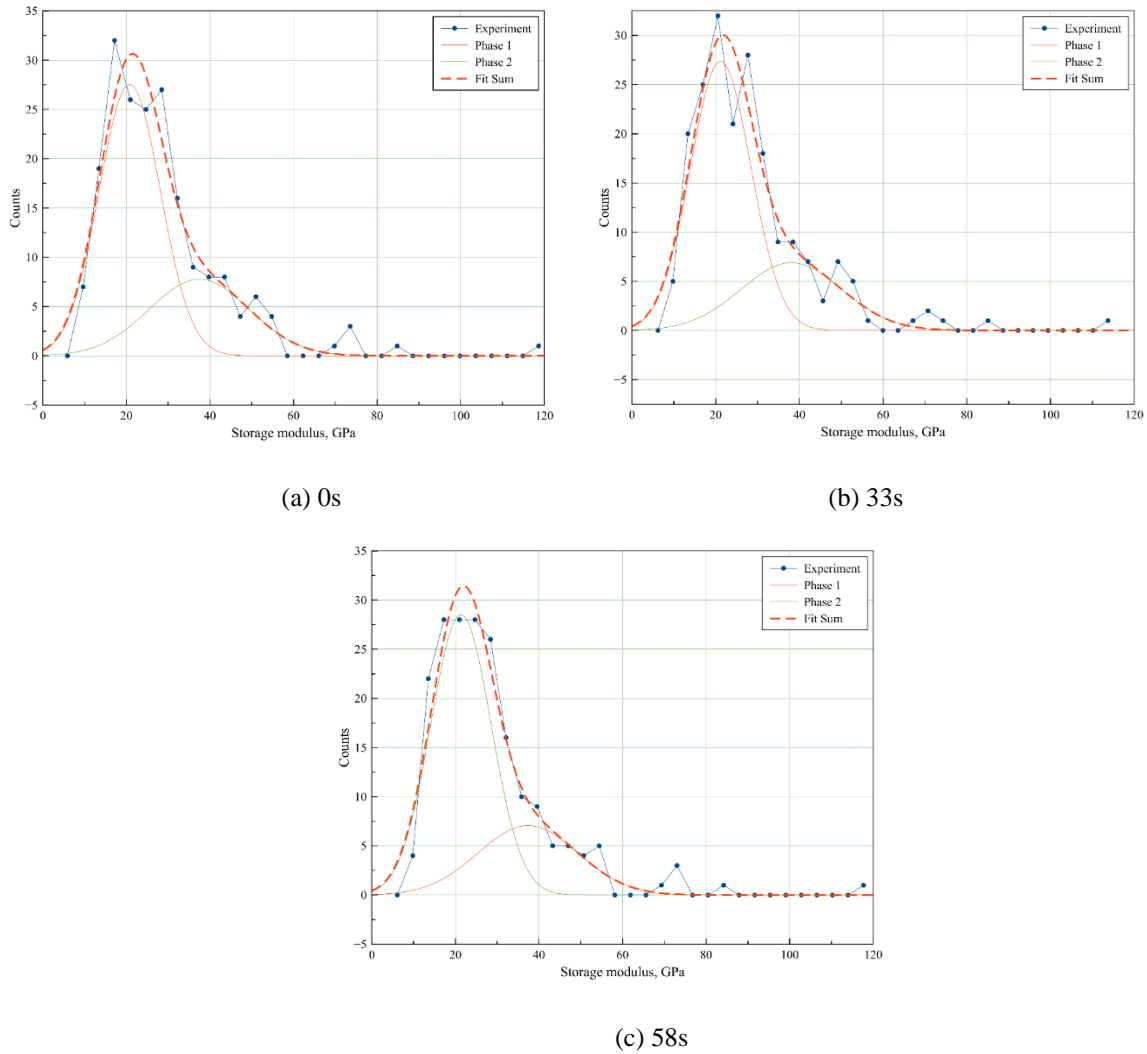 35
30
25
20
15
10
5
0
−5
Counts
0 20 40 60 80 100 120
Storage modulus, GPa
Experiment
Phase 1
Phase 2
Fit Sum
(a) 0s
30
25
20
15
10
5
0
−5
Counts
0 20 40 60 80 100 120
Storage modulus, GPa
Experiment
Phase 1
Phase 2
Fit Sum
(b) 33s
35
30
25
20
15
10
5
0
−5
Counts
0 20 40 60 80 100 120
Storage modulus, GPa
Experiment
Phase 1
Phase 2
Fit Sum
(c) 58s